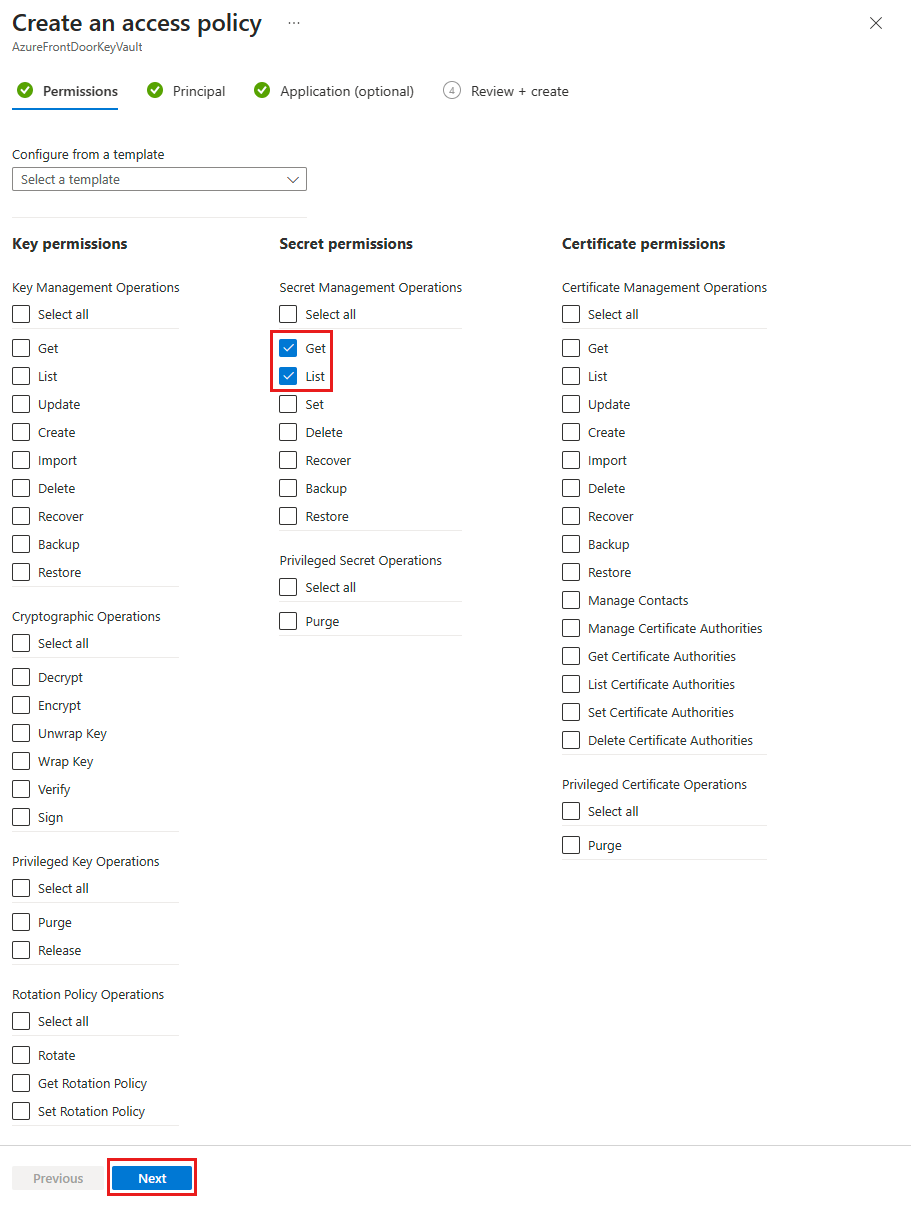 Create an access policy ...
AzureFrontDoorKeyVault
Permissions
Principal
Application (optional)
4 Review + create
Configure from a template
Select a template
Key permissions
Key Management Operations
Select all
Get
List
Update
Create
Import
Delete
Recover
Backup
Restore
Cryptographic Operations
Select all
Decrypt
Encrypt
Unwrap Key
Wrap Key
Verify
Sign
Privileged Key Operations
Select all
Purge
Release
Rotation Policy Operations
Select all
Rotate
Get Rotation Policy
Set Rotation Policy
Secret permissions
Secret Management Operations
Select all
Get
List
Set
Delete
Recover
Backup
Restore
Privileged Secret Operations
Select all
Purge
Certificate permissions
Certificate Management Operations
Select all
Get
List
Update
Create
Import
Delete
Recover
Backup
Restore
Manage Contacts
Manage Certificate Authorities
Get Certificate Authorities
List Certificate Authorities
Set Certificate Authorities
Delete Certificate Authorities
Privileged Certificate Operations
Select all
Purge
Previous
Next